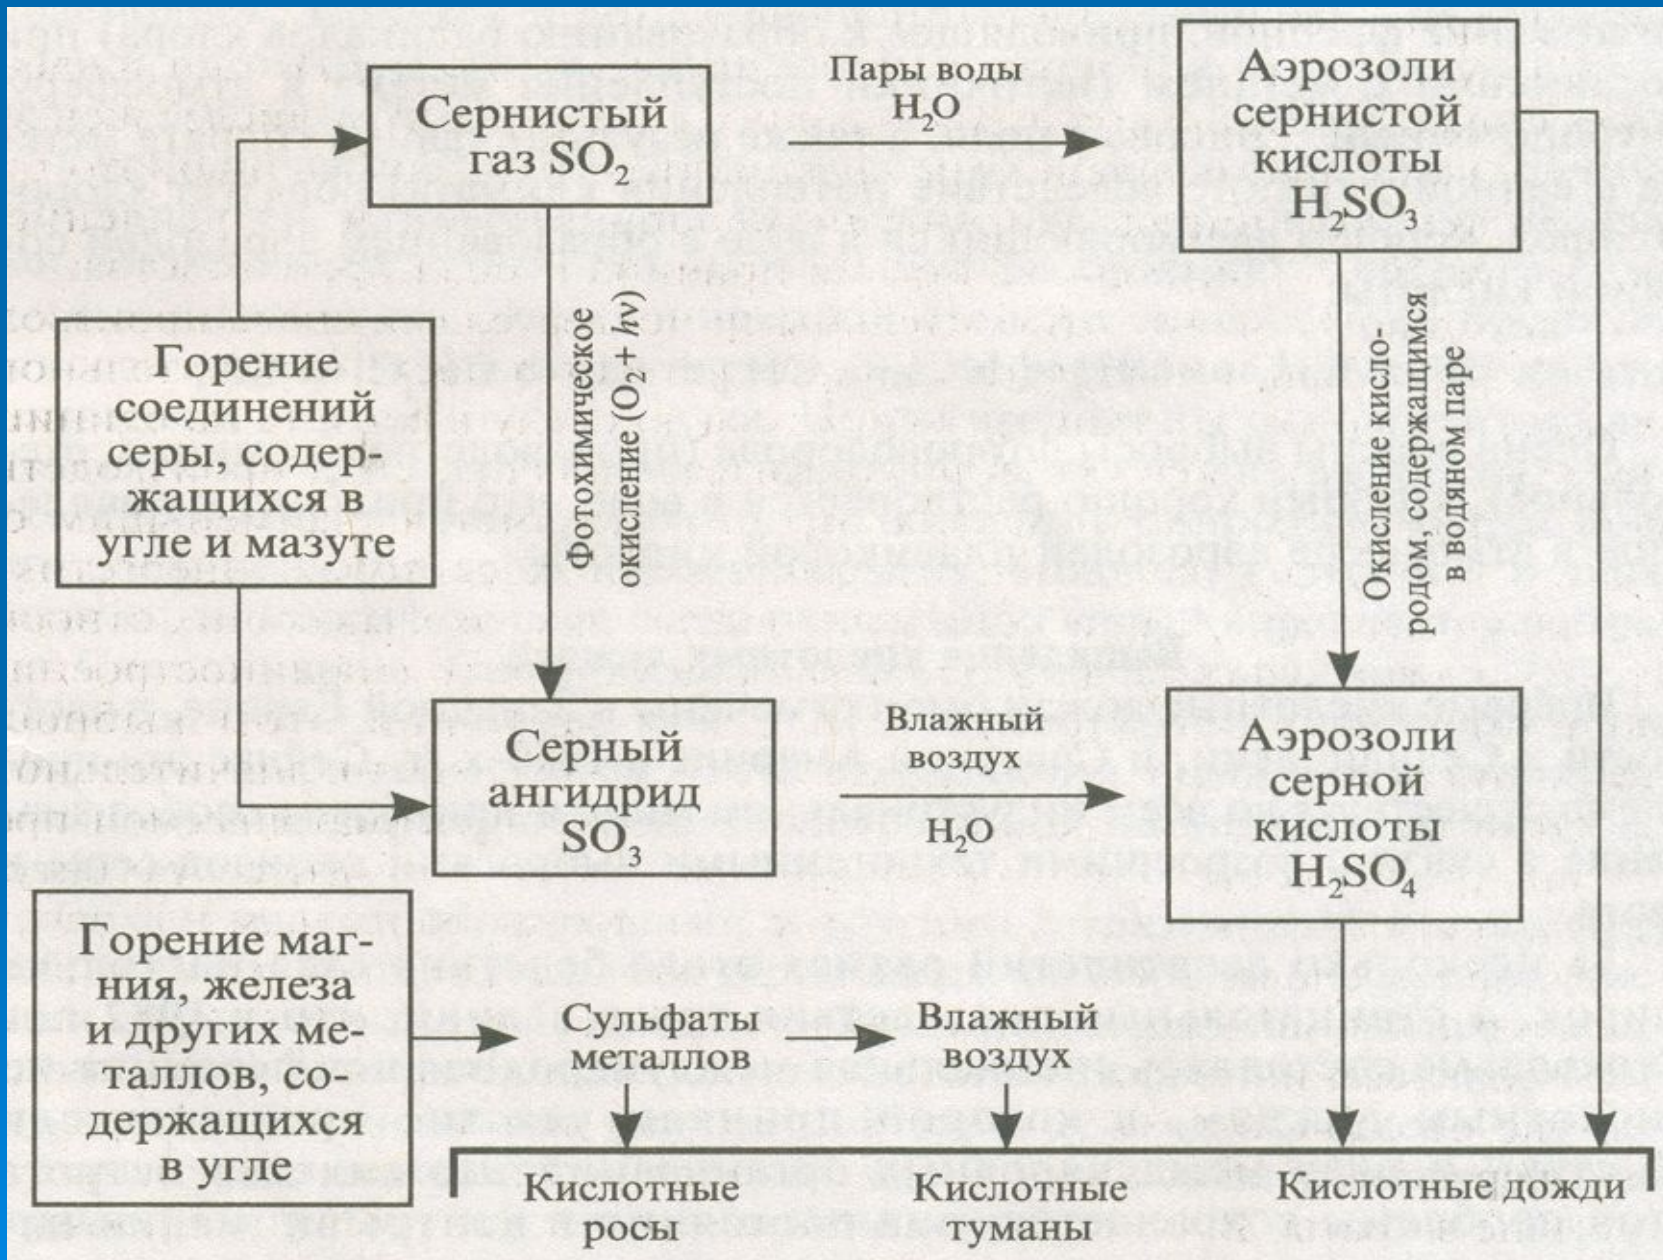 Сернистый
газ SO₂
Пары воды
H₂O
Аэрозоли
сернистой
кислоты
H₂SO₃
Горение
соединений
серы, содер-
жащихся в
угле и мазуте
Фотохимическое
окисление (O₂ + hν)
Окисление кисло-
родом, содержащимся
в водяном паре
Серный
ангидрид
SO₃
Влажный
воздух
H₂O
Аэрозоли
серной
кислоты
H₂SO₄
Горение маг-
ния, железа
и других ме-
таллов, со-
держащихся
в угле
Сульфаты
металлов
Влажный
воздух
Кислотные
росы
Кислотные
туманы
Кислотные дожди